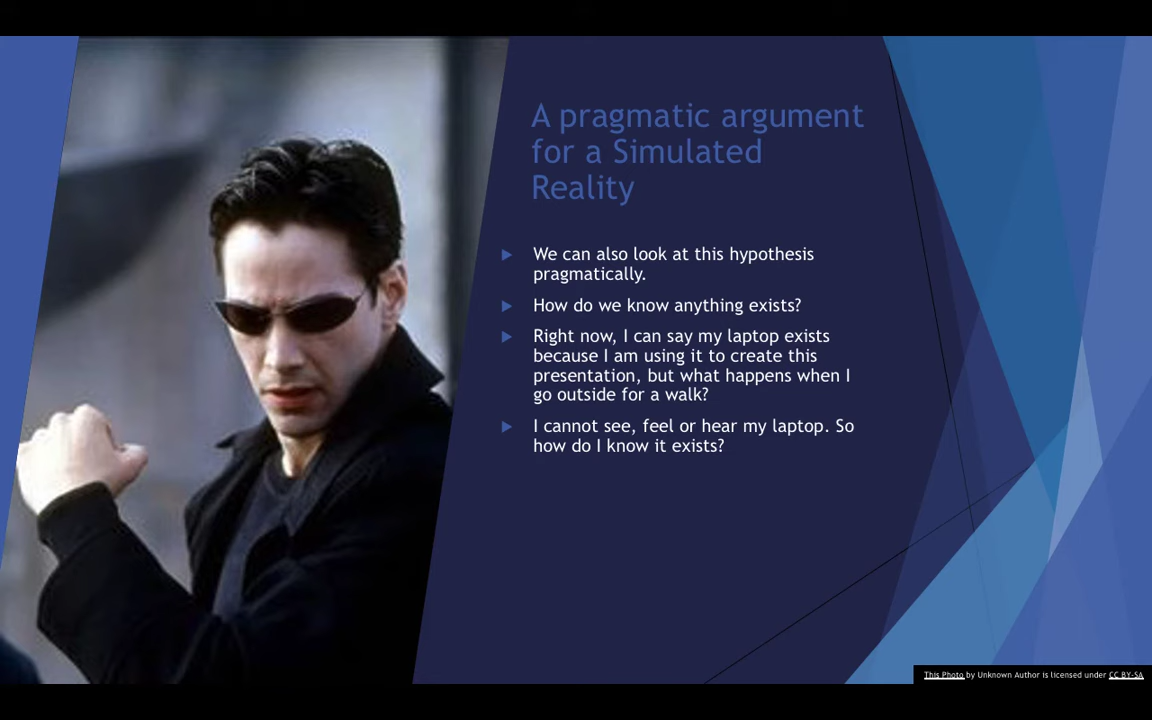 A pragmatic argument
for a Simulated
Reality
We can also look at this hypothesis
pragmatically.
How do we know anything exists?
Right now, I can say my laptop exists
because I am using it to create this
presentation, but what happens when I
go outside for a walk?
I cannot see, feel or hear my laptop. So
how do I know it exists?
This Photo by Unknown Author is licensed under CC BY-SA